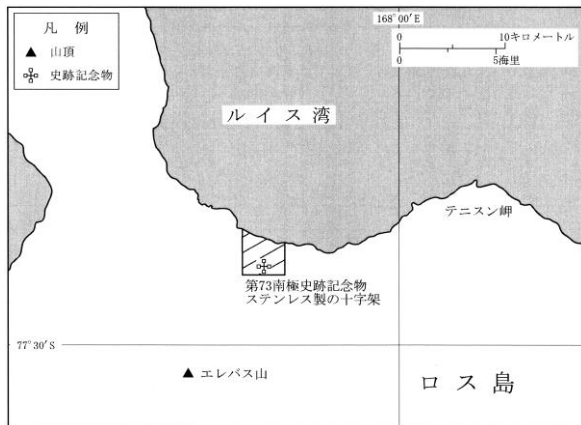 凡例
山頂
史跡記念物
168°00′E
0
10キロメートル
0
5海里
ルイス湾
テニスン岬
第73南極史跡記念物
ステンレス製の十字架
77°30′S
エレバス山
ロス島